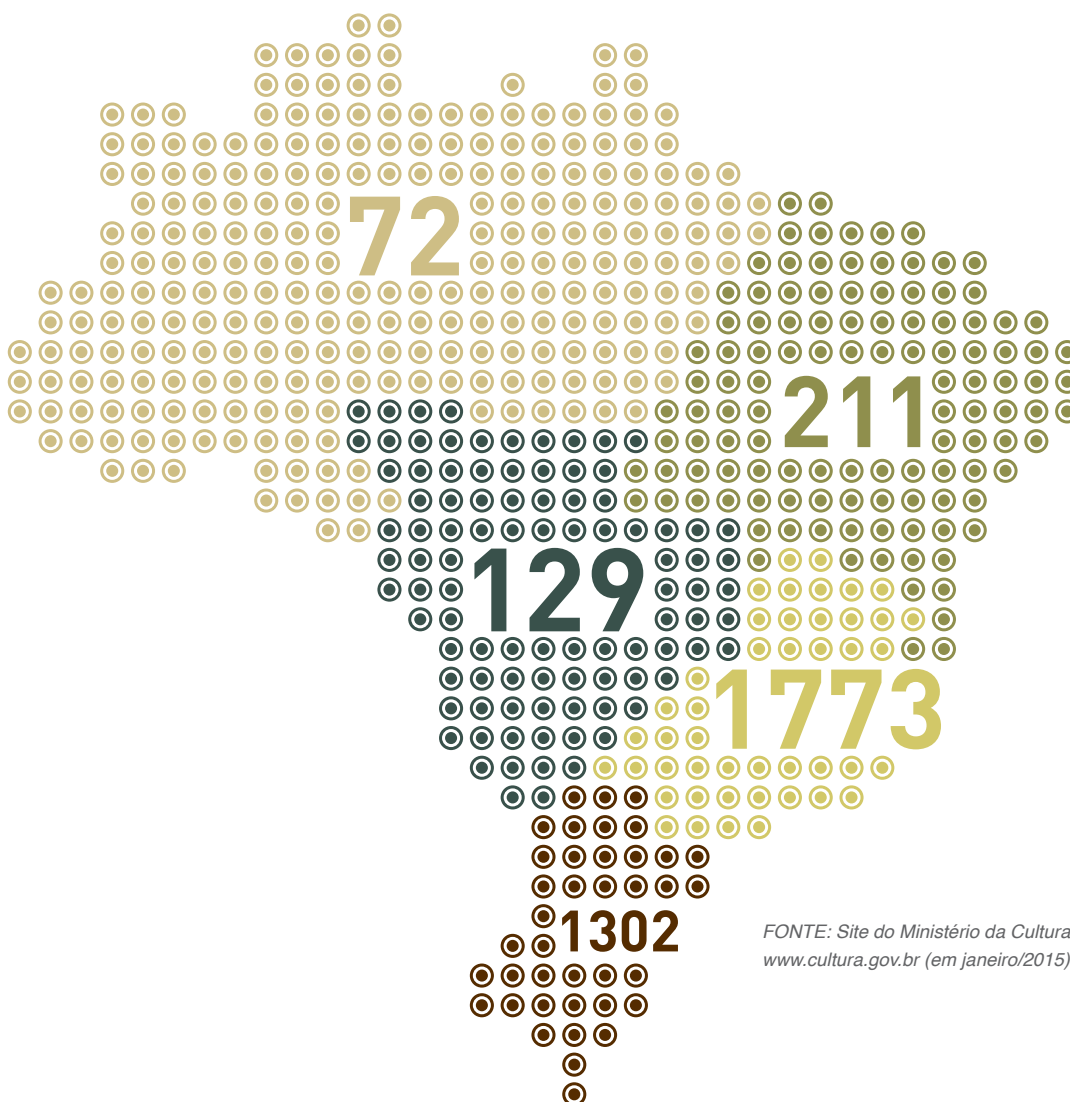 72
211
129
1773
1302
FONTE: Site do Ministério da Cultura
www.cultura.gov.br (em janeiro/2015)